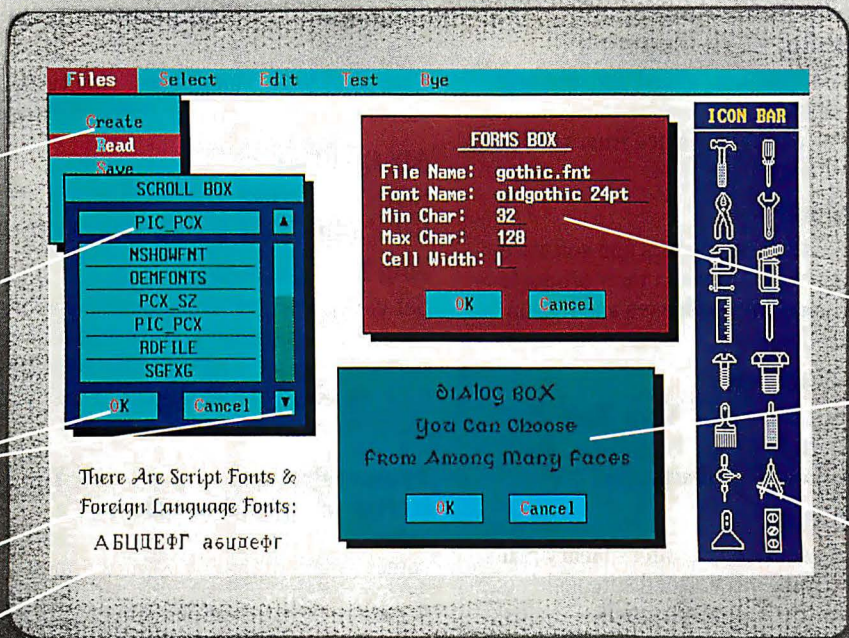 Files Select Edit Test Bye
Create
Read
Save
SCROLL BOX
PIC_PCX
NSHOWFNT
OEMFONTS
PCX_SZ
PIC_PCX
RDFILE
SGFXG
OK Cancel
FORMS BOX
File Name: gothic.fnt
Font Name: oldgothic 24pt
Min Char: 32
Max Char: 128
Cell Width:
OK Cancel
DIALOG BOX
You Can Choose
From Among Many Faces
OK Cancel
There Are Script Fonts &
Foreign Language Fonts:
АБЦДЕФГ абцдефг
ICON BAR